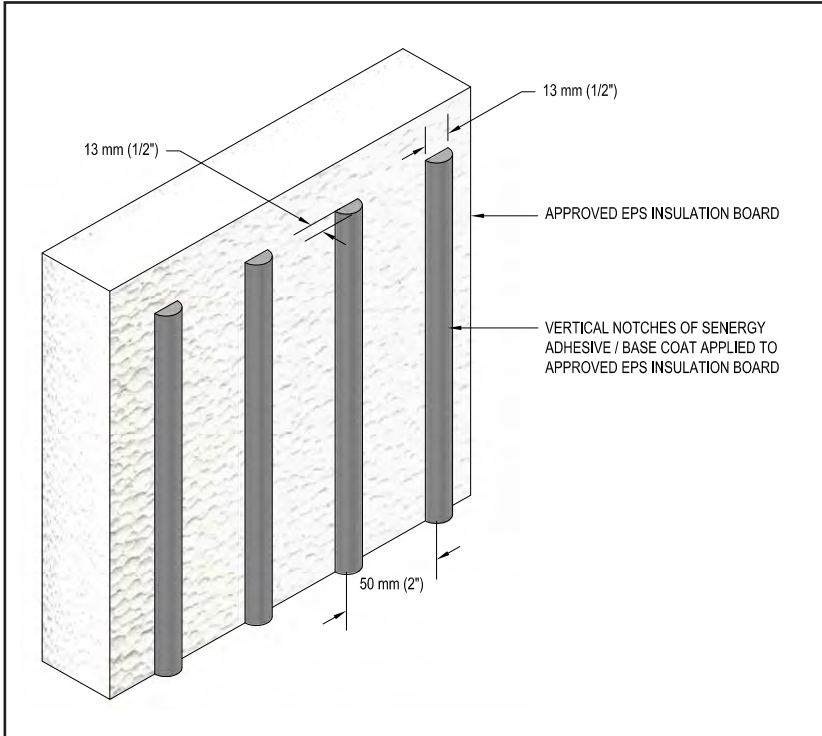 13 mm (1/2")
13 mm (1/2")
APPROVED EPS INSULATION BOARD
VERTICAL NOTCHES OF SENERGY
ADHESIVE / BASE COAT APPLIED TO
APPROVED EPS INSULATION BOARD
50 mm (2")